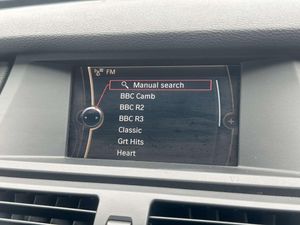 FM
Manual search
BBC Camb
BBC R2
BBC R3
Classic
Grt Hits
Heart